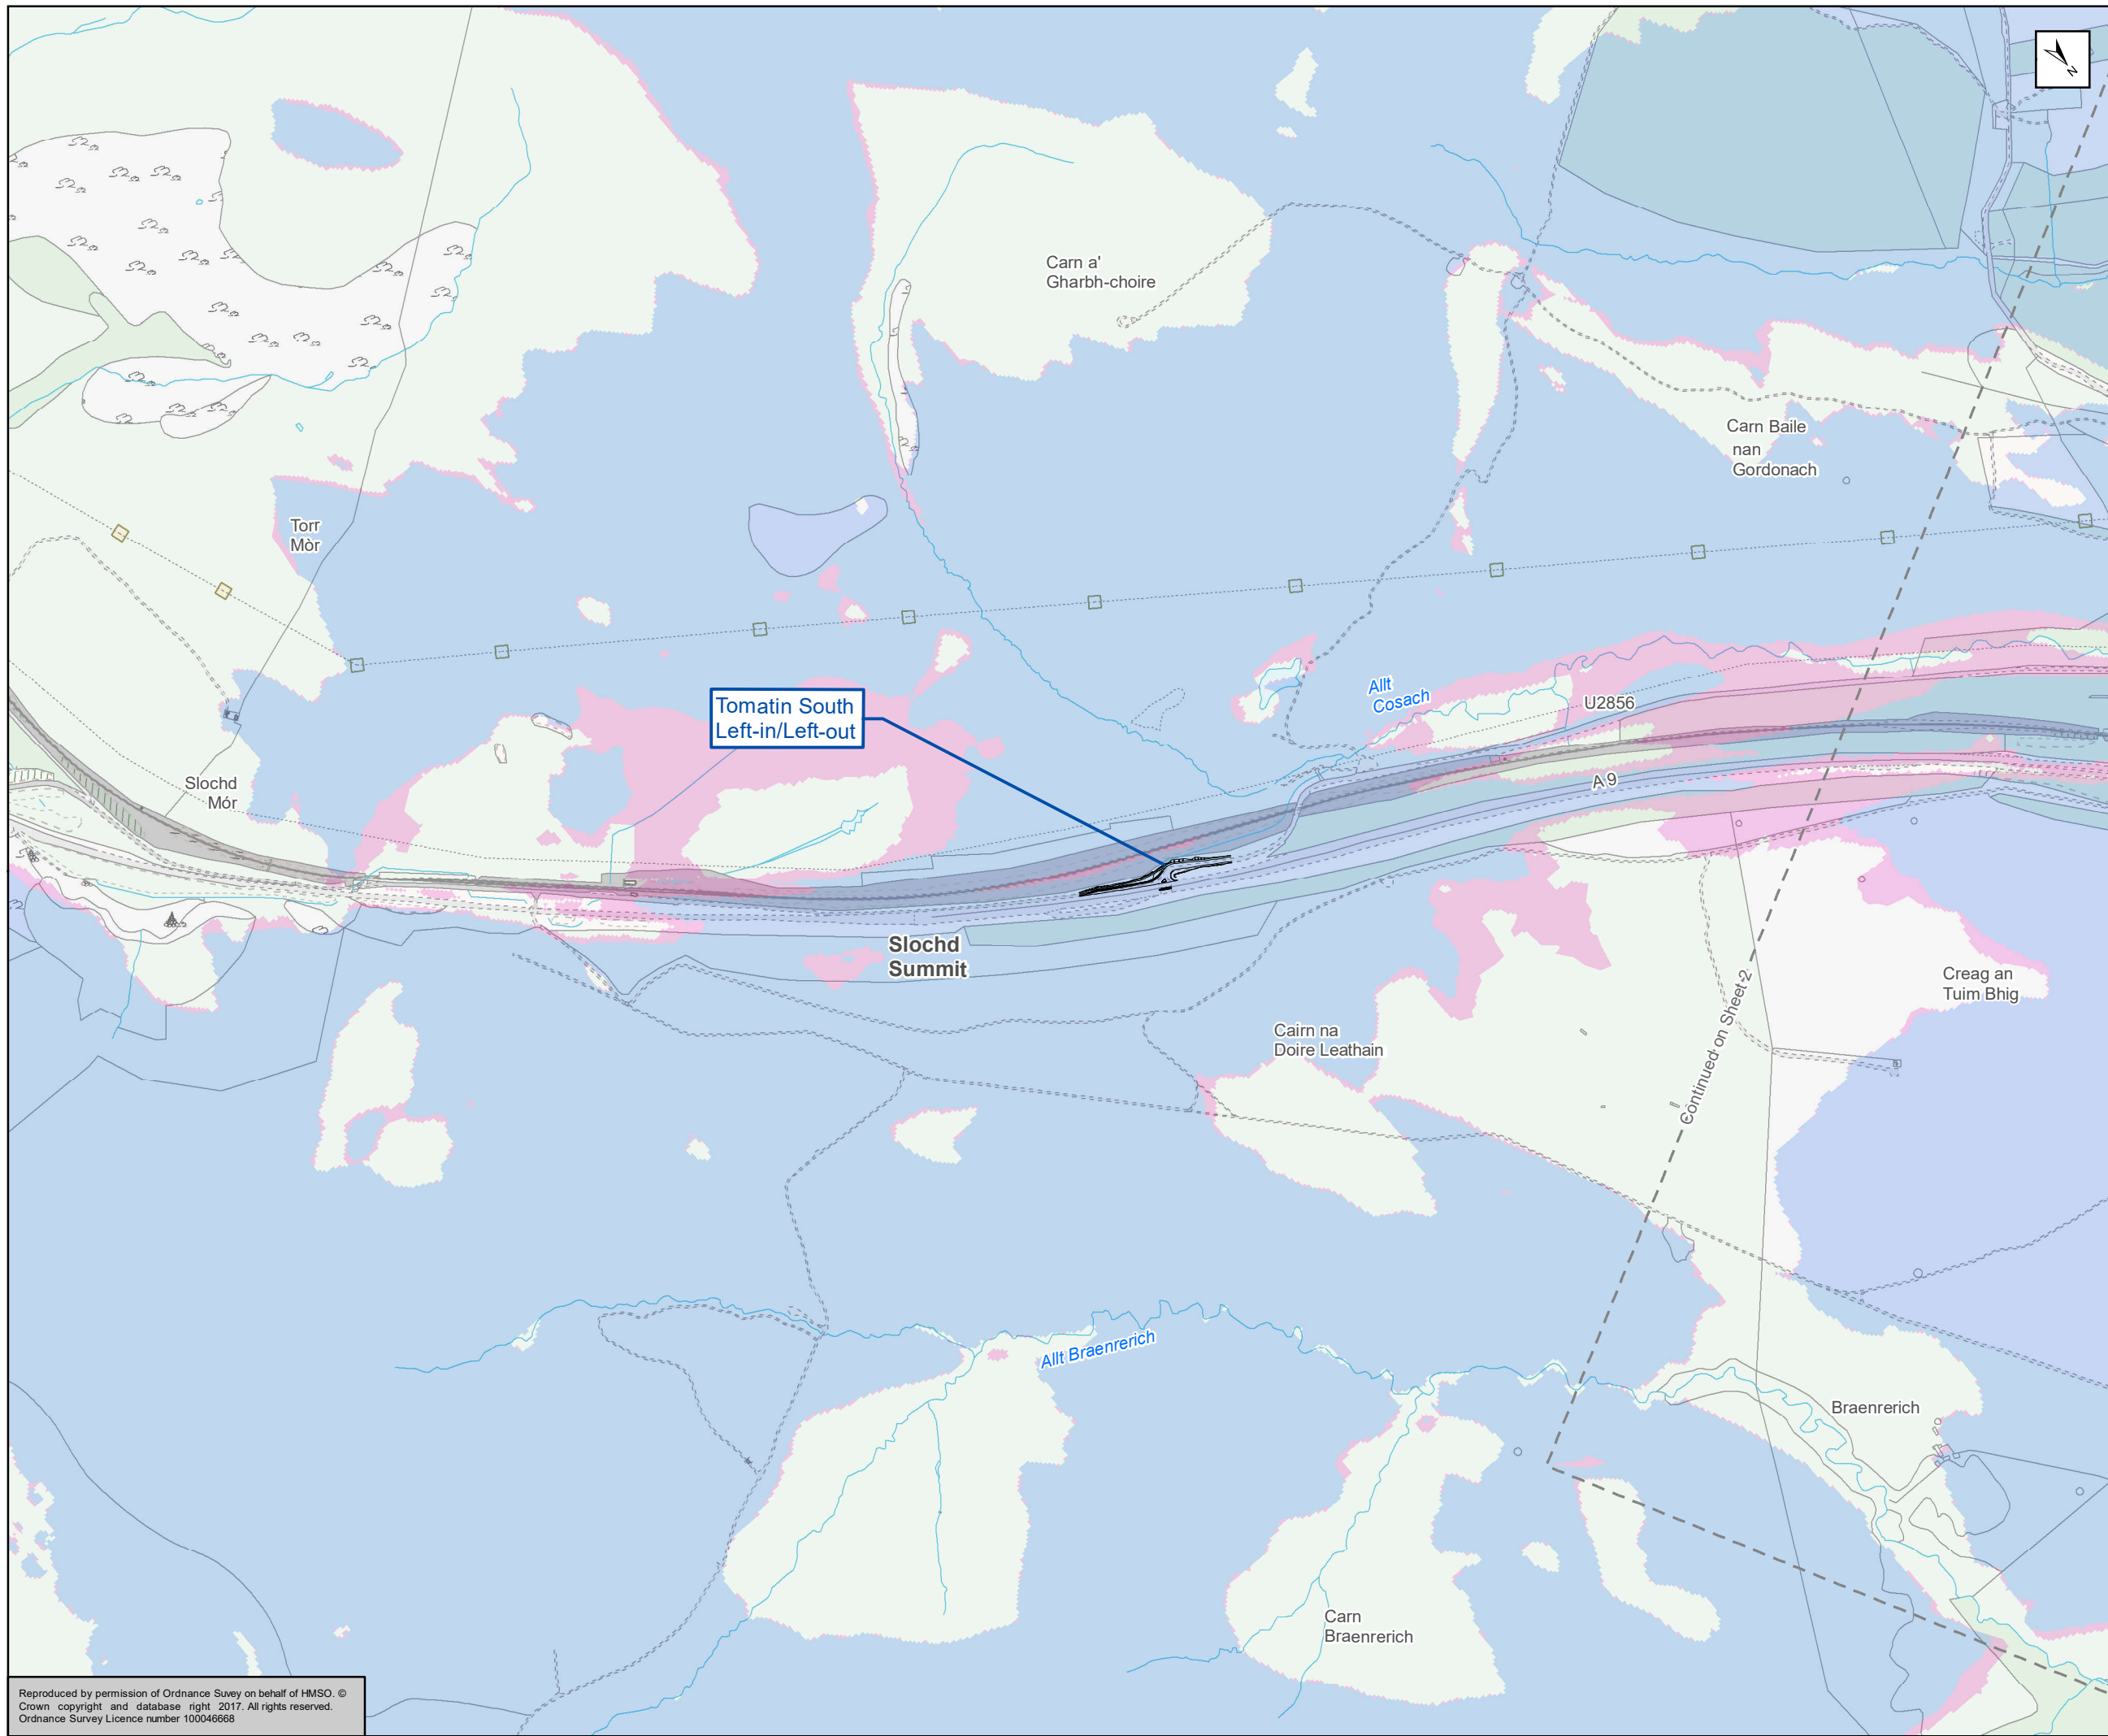 N
Carn a'
Gharbh-choire
Carn Baile
nan
Gordonach
Torr
Mòr
Allt
Cosach
U2856
Tomatin South
Left-in/Left-out
A 9
Slochd
Mór
Slochd
Summit
Creag an
Tuim Bhig
Cairn na
Doire Leathain
Continued on Sheet 2
Allt Braenrerich
Braenrerich
Carn
Braenrerich
Reproduced by permission of Ordnance Suvey on behalf of HMSO. ©
Crown copyright and database right 2017. All rights reserved.
Ordnance Survey Licence number 100046668